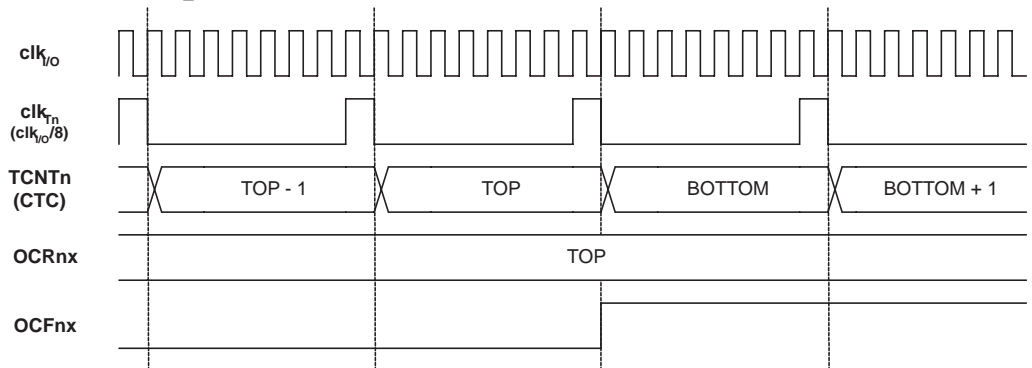 clkI/O
clkTn
(clkI/O/8)
TCNTn
(CTC)
TOP - 1
TOP
BOTTOM
BOTTOM + 1
OCRnx
TOP
OCFnx